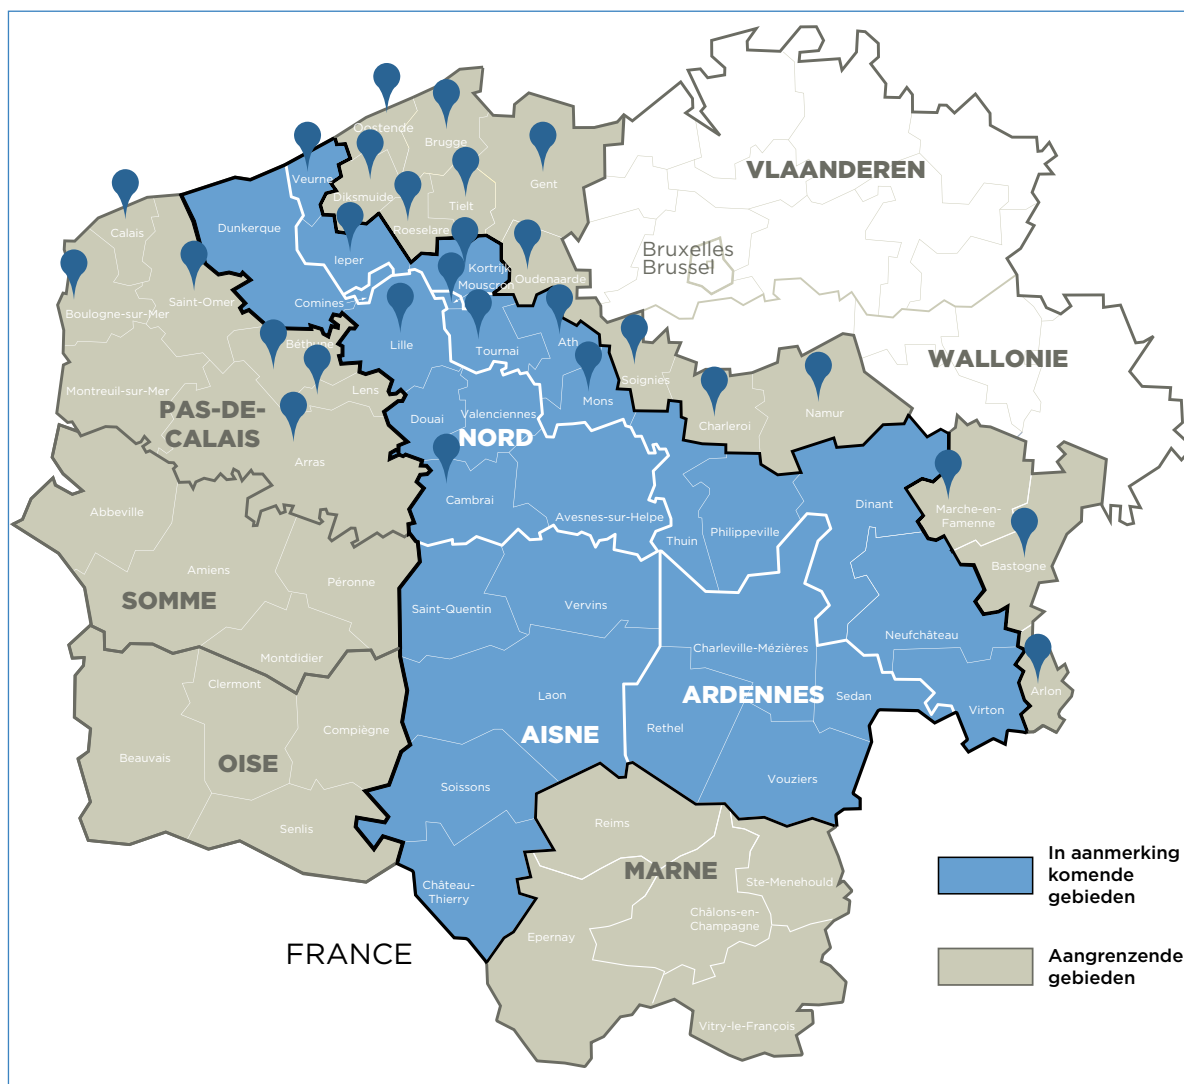 Oostende
Brugge
VLAANDEREN
Veurne
Diksmuide-
Tielt
Gent
Calais
Dunkerque
Roeselare
Bruxelles
Brussel
Ieper
Kortrijk
Mouscron
Oudenaarde
Saint-Omer
Comines
Boulogne-sur-Mer
Béthune
Lille
Tournai
Ath
WALLONIE
Soignies
Montreuil-sur-Mer
Lens
Mons
PAS-DE-
CALAIS
Douai
Valenciennes
NORD
Charleroi
Namur
Arras
Cambrai
Avesnes-sur-Helpe
Abbeville
Thuin
Philippeville
Dinant
Marche-en-
Famenne
Bastogne
Amiens
Péronne
SOMME
Saint-Quentin
Vervins
Montdidier
Charleville-Mézières
Neufchâteau
Clermont
Laon
ARDENNES
Sedan
Arlon
Virton
Compiègne
AISNE
Rethel
Beauvais
OISE
Soissons
Vouziers
Senlis
Reims
MARNE
Château-
Thierry
Ste-Menehould
Châlons-en-
Champagne
Epernay
FRANCE
Vitry-le-François
In aanmerking
komende
gebieden
Aangrenzende
gebieden